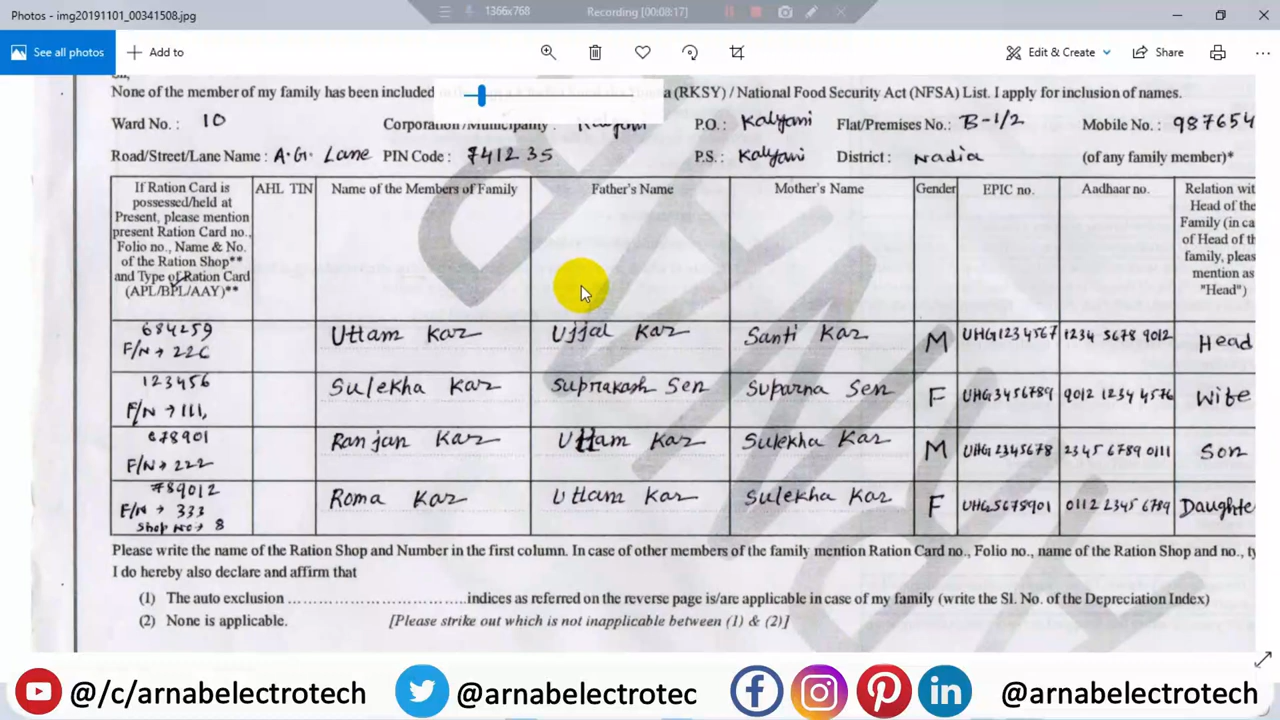 Photos - img20191101_00341508.jpg
1366x768 Recording [00:08:17]
See all photos Add to Edit & Create Share
None of the member of my family has been included a (RKSY) / National Food Security Act (NFSA) List. I apply for inclusion of names.
Ward No. : 10 Corporation /Municipality : Kalyani P.O. : Kalyani Flat/Premises No. : B-1/2 Mobile No. : 987654
Road/Street/Lane Name : A.G. Lane PIN Code : 741235 P.S. : Kalyani District : Nadia (of any family member)*
If Ration Card is
possessed/held at
Present, please mention
present Ration Card no.,
Folio no., Name & No.
of the Ration Shop**
and Type of Ration Card
(APL/BPL/AAY)**
AHL TIN
Name of the Members of Family
Father's Name
Mother's Name
Gender
EPIC no.
Aadhaar no.
Relation wit
Head of the
Family (in ca
of Head of th
family, pleas
mention as
"Head")
684259
F/N → 22C
Uttam Kar Ujjal Kar Santi Kar M UHG1234567 1234 5678 9012 Head
123456
F/N → 111,
Sulekha Kar Suprakash Sen Suparna Sen F UHG3456789 9012 1234 4576 Wife
678901
F/N → 222
Ranjan Kar Uttam Kar Sulekha Kar M UHG2345678 2345 6789 0111 Son
789012
F/N → 333
Shop No → 8
Roma Kar Uttam Kar Sulekha Kar F UHG5678901 0112 2345 6789 Daughte
Please write the name of the Ration Shop and Number in the first column. In case of other members of the family mention Ration Card no., Folio no., name of the Ration Shop and no., ty
I do hereby also declare and affirm that
(1) The auto exclusion ........................................ indices as referred on the reverse page is/are applicable in case of my family (write the Sl. No. of the Depreciation Index)
(2) None is applicable. [Please strike out which is not inapplicable between (1) & (2)]
@/c/arnabelectrotech @arnabelectrotec @arnabelectrotech